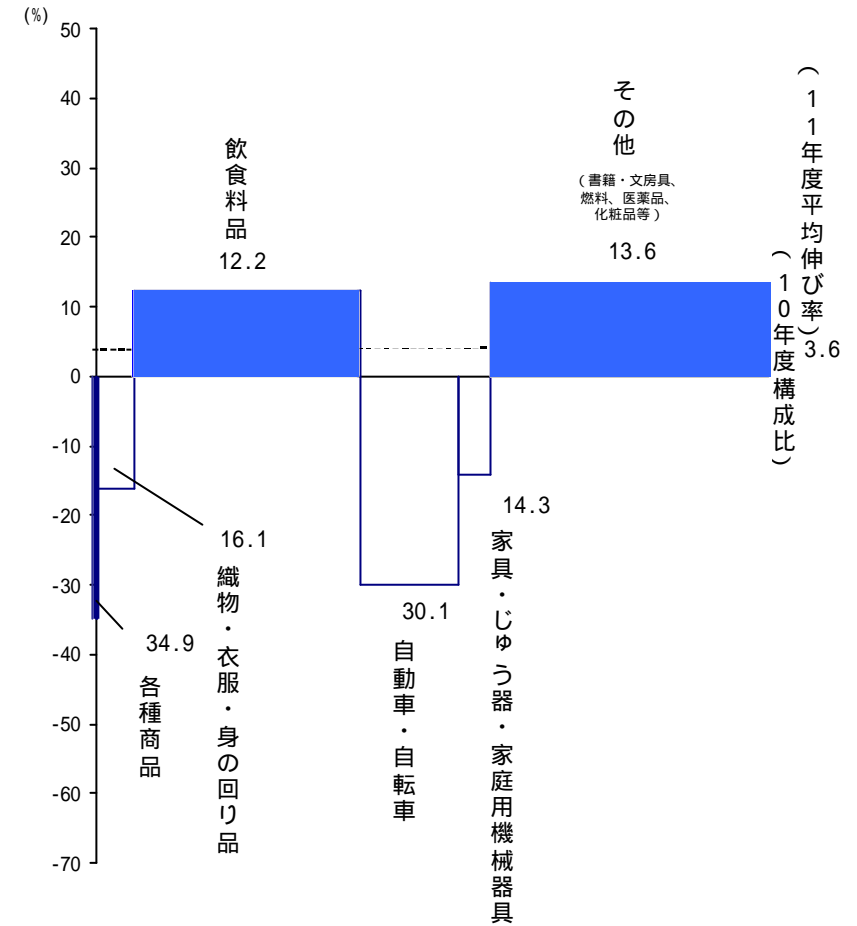 (%)
50
40
30
20
10
0
-10
-20
-30
-40
-50
-60
-70
飲食料品
12.2
その他
(書籍・文房具、
燃料、医薬品、
化粧品等)
13.6
(11年度平均伸び率)
3.6
(10年度構成比)
16.1
織物・衣服・身の回り品
34.9
各種商品
30.1
自動車・自転車
14.3
家具・じゅう器・家庭用機械器具